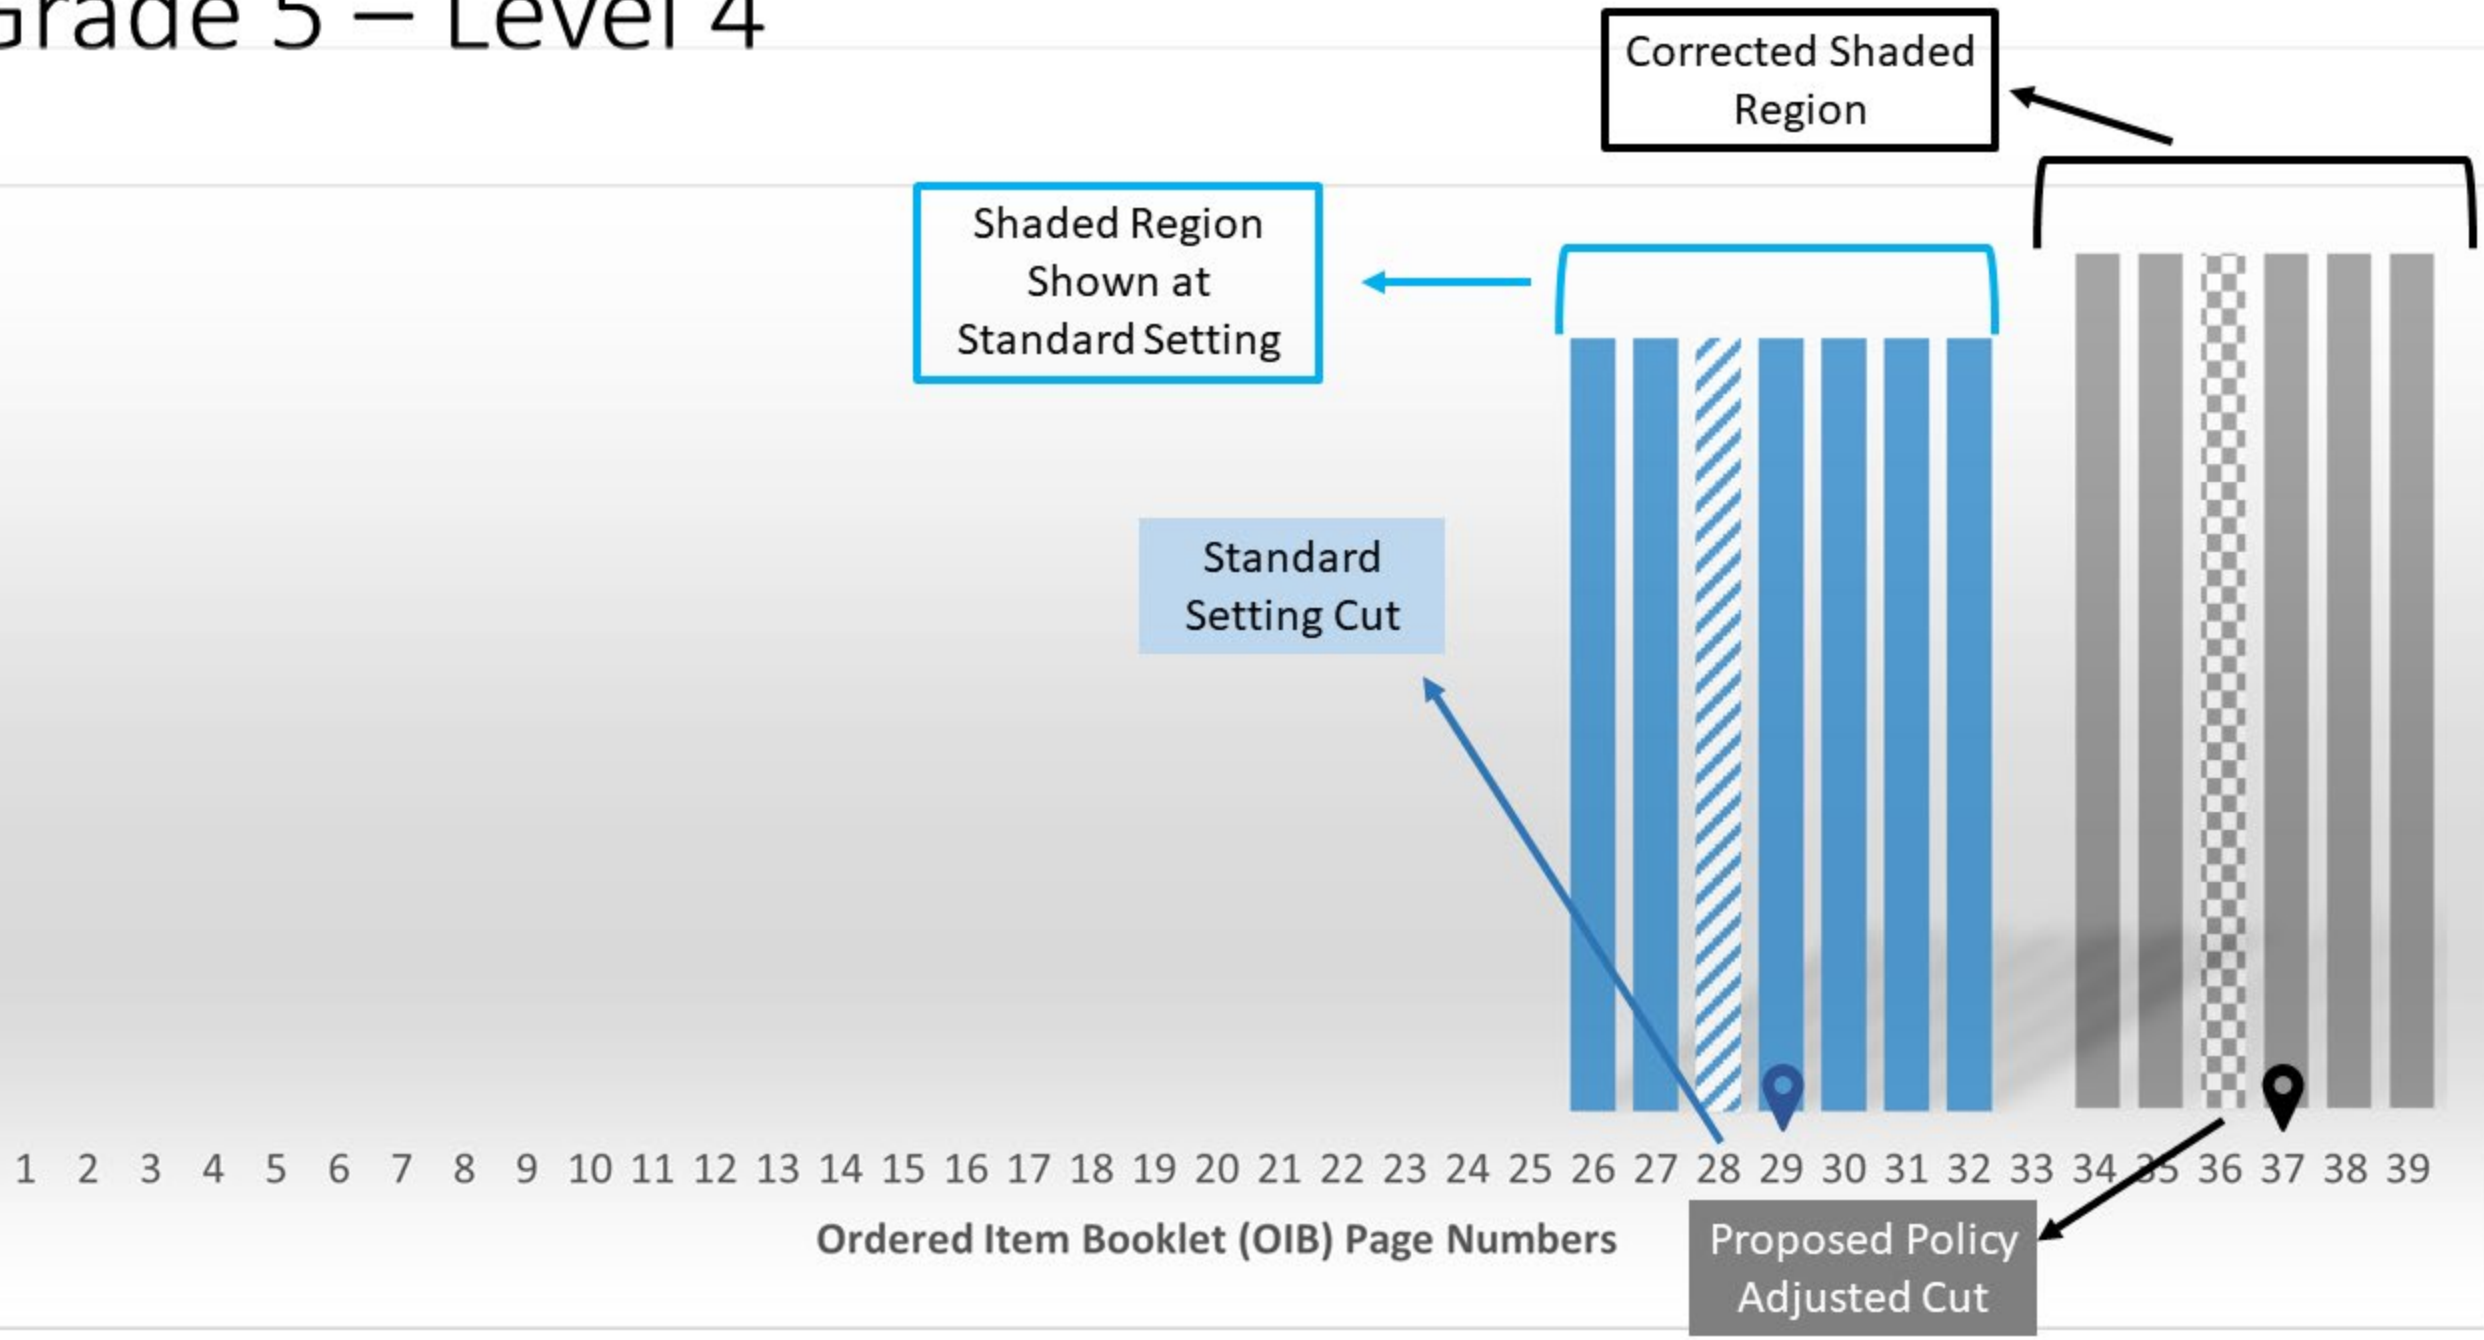 Grade 5 – Level 4
Corrected Shaded
Region
Shaded Region
Shown at
Standard Setting
Standard
Setting Cut
1 2 3 4 5 6 7 8 9 10 11 12 13 14 15 16 17 18 19 20 21 22 23 24 25 26 27 28 29 30 31 32 33 34 35 36 37 38 39
Ordered Item Booklet (OIB) Page Numbers
Proposed Policy
Adjusted Cut